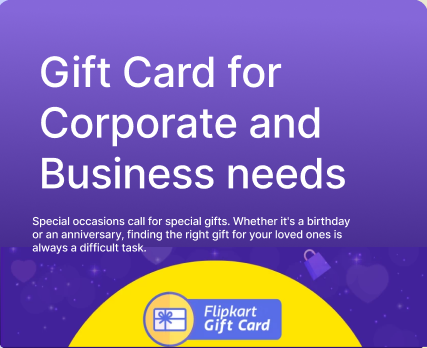 Gift Card for
Corporate and
Business needs
Special occasions call for special gifts. Whether it's a birthday
or an anniversary, finding the right gift for your loved ones is
always a difficult task.
Flipkart
Gift Card